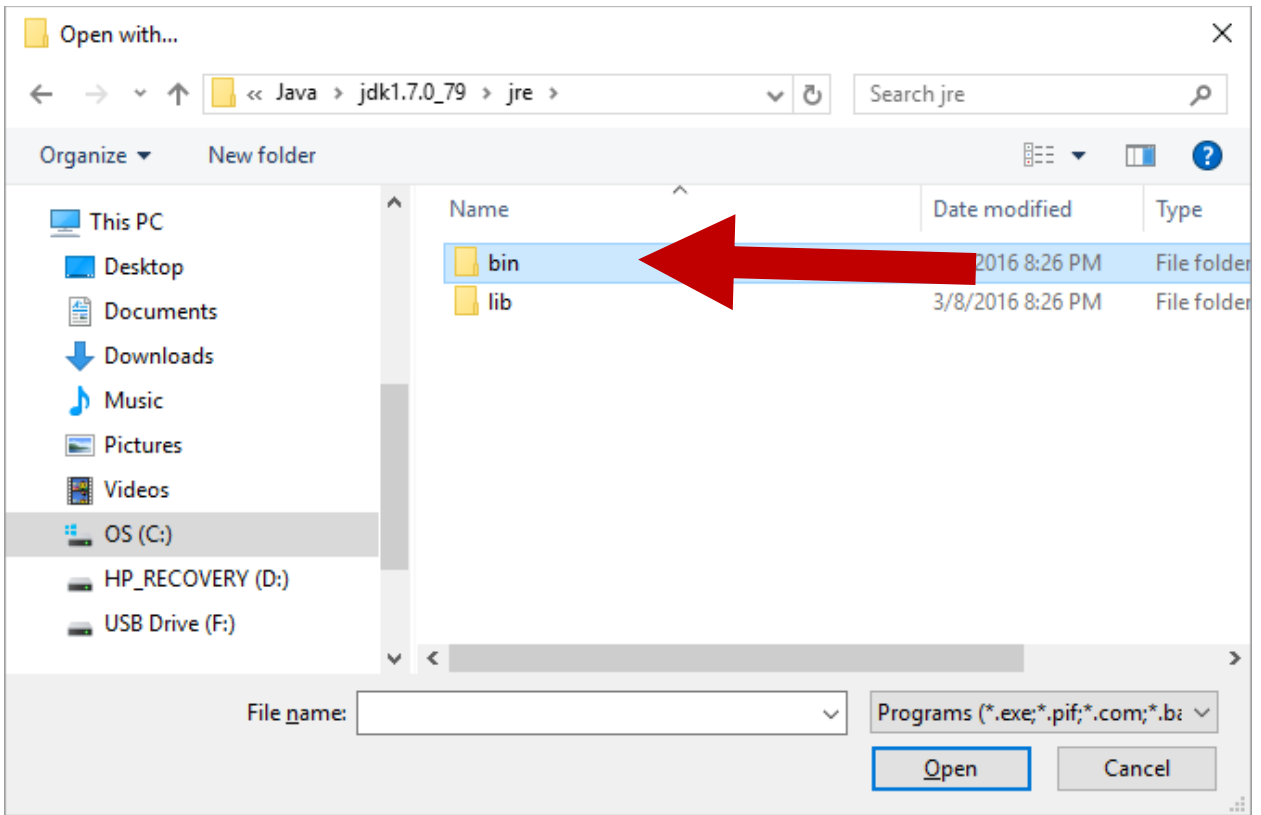 Open with...
« Java > jdk1.7.0_79 > jre >
Search jre
Organize New folder
?
This PC
Desktop
Documents
Downloads
Music
Pictures
Videos
OS (C:)
HP_RECOVERY (D:)
USB Drive (F:)
Name Date modified Type
bin 2016 8:26 PM File folder
lib 3/8/2016 8:26 PM File folder
File name: Programs (*.exe;*.pif;*.com;*.ba
Open Cancel